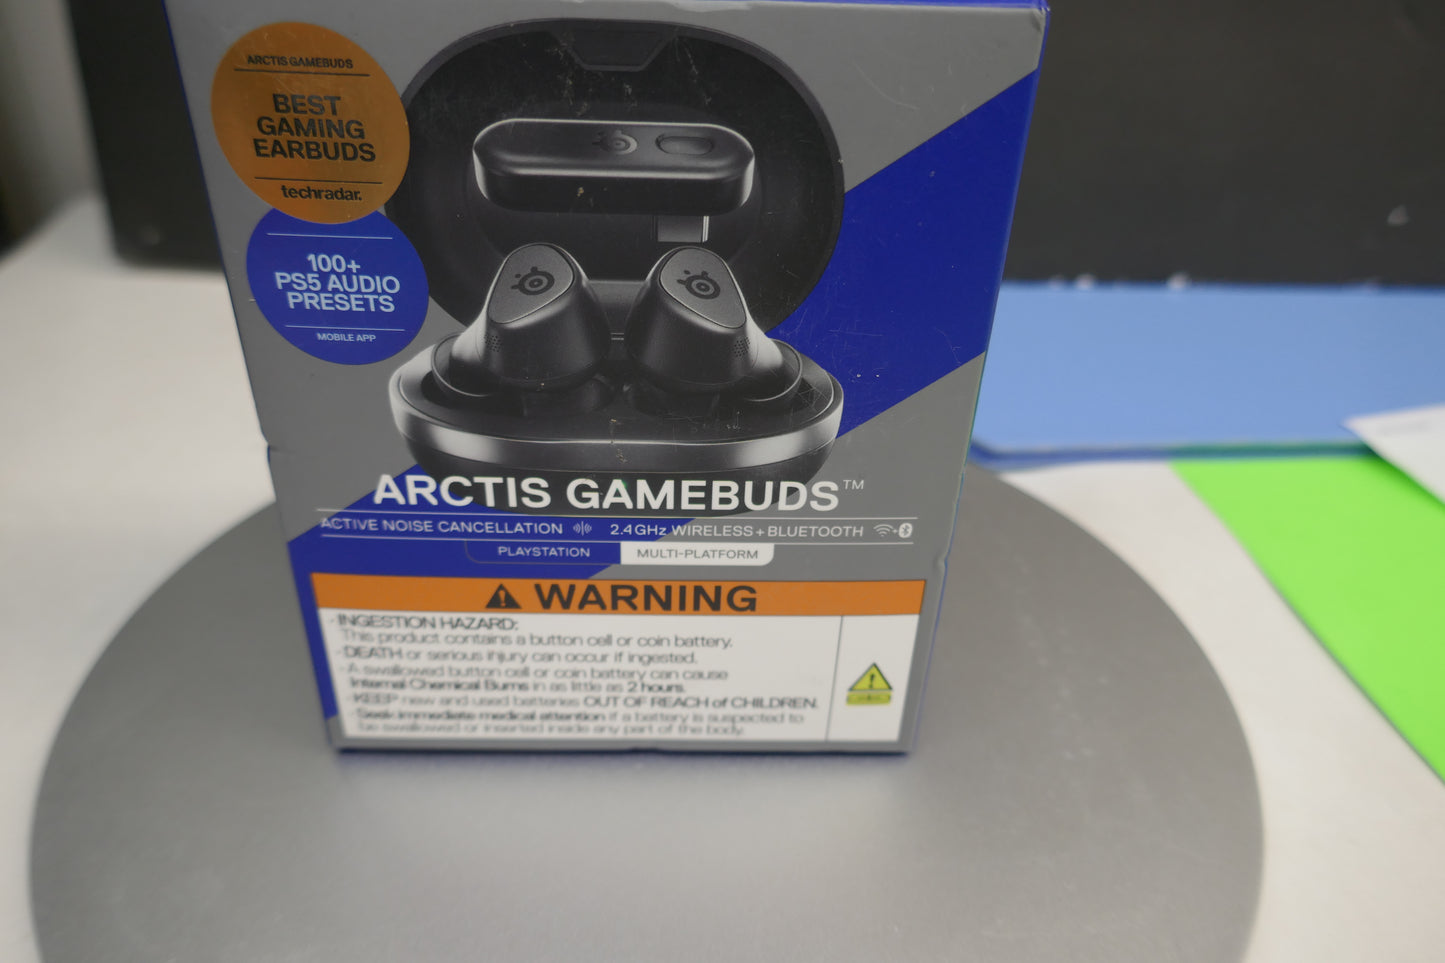 ARCTIS GAMEBUDS
BEST
GAMING
EARBUDS
techradar.
100+
PS5 AUDIO
PRESETS
MOBILE APP
ARCTIS GAMEBUDS™
ACTIVE NOISE CANCELLATION 2.4GHz WIRELESS + BLUETOOTH
PLAYSTATION MULTI-PLATFORM
WARNING
· INGESTION HAZARD:
This product contains a button cell or coin battery.
· DEATH or serious injury can occur if ingested.
· A swallowed button cell or coin battery can cause
Internal Chemical Burns in as little as 2 hours.
· KEEP new and used batteries OUT OF REACH of CHILDREN.
· Seek immediate medical attention if a battery is suspected to
be swallowed or inserted inside any part of the body.